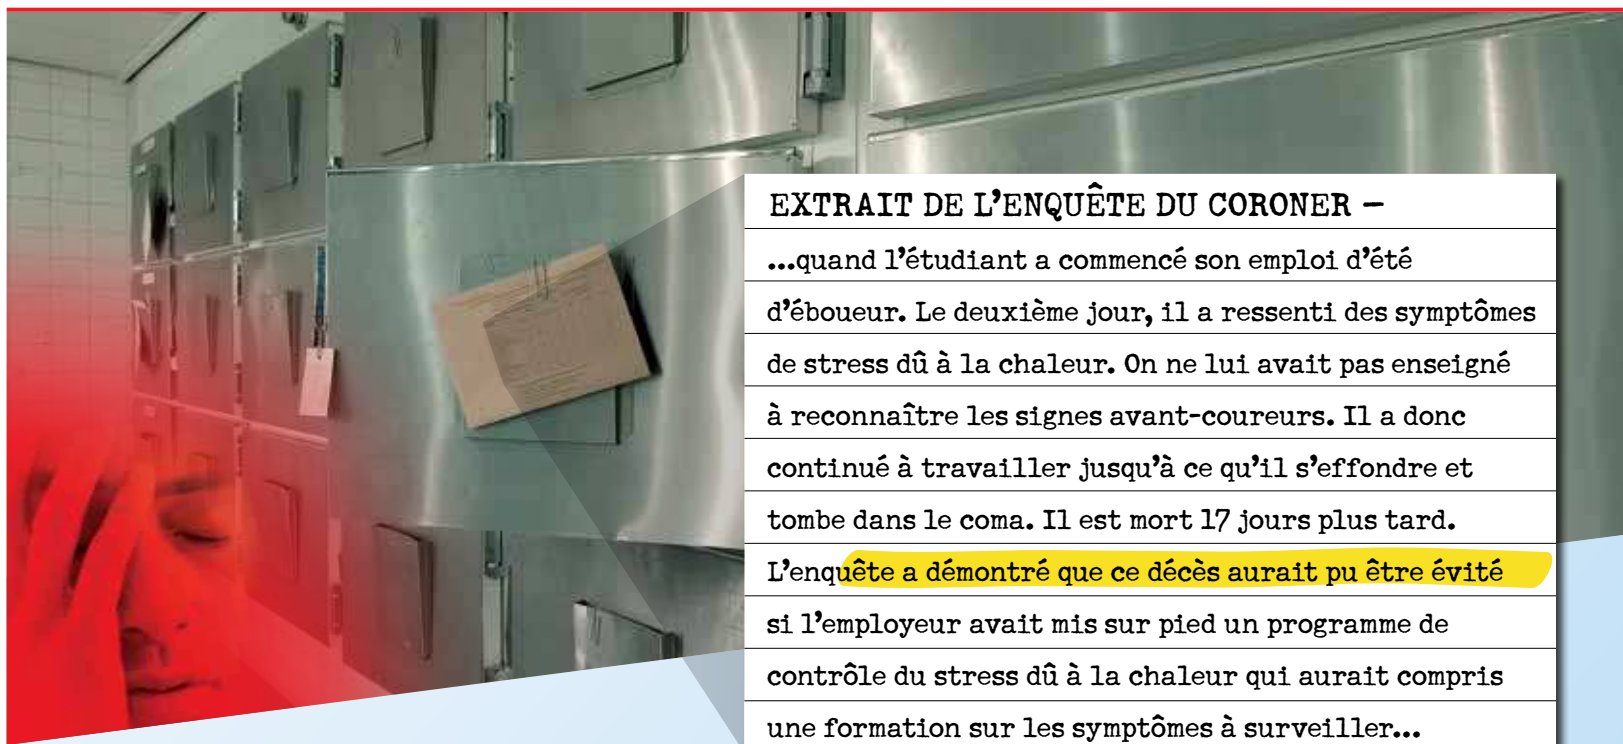 EXTRAIT DE L’ENQUÊTE DU CORONER –
...quand l’étudiant a commencé son emploi d’été
d’éboueur. Le deuxième jour, il a ressenti des symptômes
de stress dû à la chaleur. On ne lui avait pas enseigné
à reconnaître les signes avant-coureurs. Il a donc
continué à travailler jusqu’à ce qu’il s’effondre et
tombe dans le coma. Il est mort 17 jours plus tard.
L’enquête a démontré que ce décès aurait pu être évité
si l’employeur avait mis sur pied un programme de
contrôle du stress dû à la chaleur qui aurait compris
une formation sur les symptômes à surveiller...